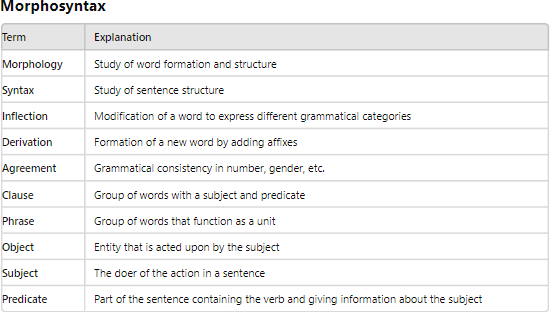 Morphosyntax
Term Explanation
Morphology Study of word formation and structure
Syntax Study of sentence structure
Inflection Modification of a word to express different grammatical categories
Derivation Formation of a new word by adding affixes
Agreement Grammatical consistency in number, gender, etc.
Clause Group of words with a subject and predicate
Phrase Group of words that function as a unit
Object Entity that is acted upon by the subject
Subject The doer of the action in a sentence
Predicate Part of the sentence containing the verb and giving information about the subject